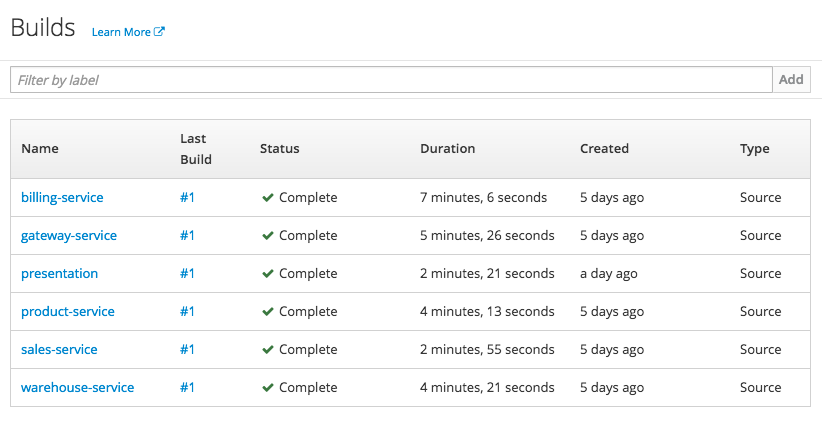 Builds Learn More
Filter by label Add
Name Last Build Status Duration Created Type
billing-service #1 Complete 7 minutes, 6 seconds 5 days ago Source
gateway-service #1 Complete 5 minutes, 26 seconds 5 days ago Source
presentation #1 Complete 2 minutes, 21 seconds a day ago Source
product-service #1 Complete 4 minutes, 13 seconds 5 days ago Source
sales-service #1 Complete 2 minutes, 55 seconds 5 days ago Source
warehouse-service #1 Complete 4 minutes, 21 seconds 5 days ago Source